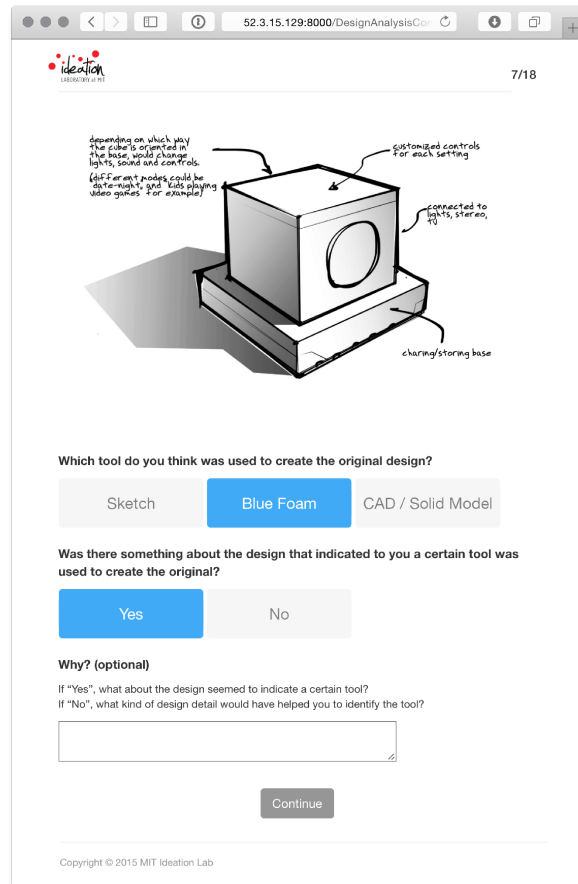 52.3.15.129:8000/DesignAnalysisCon
ideation
LABORATORY at MIT
7/18
depending on which way
the cube is oriented in
the base, would change
lights, sound and controls.
(different modes could be
"date-night" and "kids playing
video games" for example)
customized controls
for each setting
connected to
lights, stereo,
tv
charing/storing base
Which tool do you think was used to create the original design?
Sketch
Blue Foam
CAD / Solid Model
Was there something about the design that indicated to you a certain tool was
used to create the original?
Yes
No
Why? (optional)
If “Yes”, what about the design seemed to indicate a certain tool?
If “No”, what kind of design detail would have helped you to identify the tool?
Continue
Copyright © 2015 MIT Ideation Lab